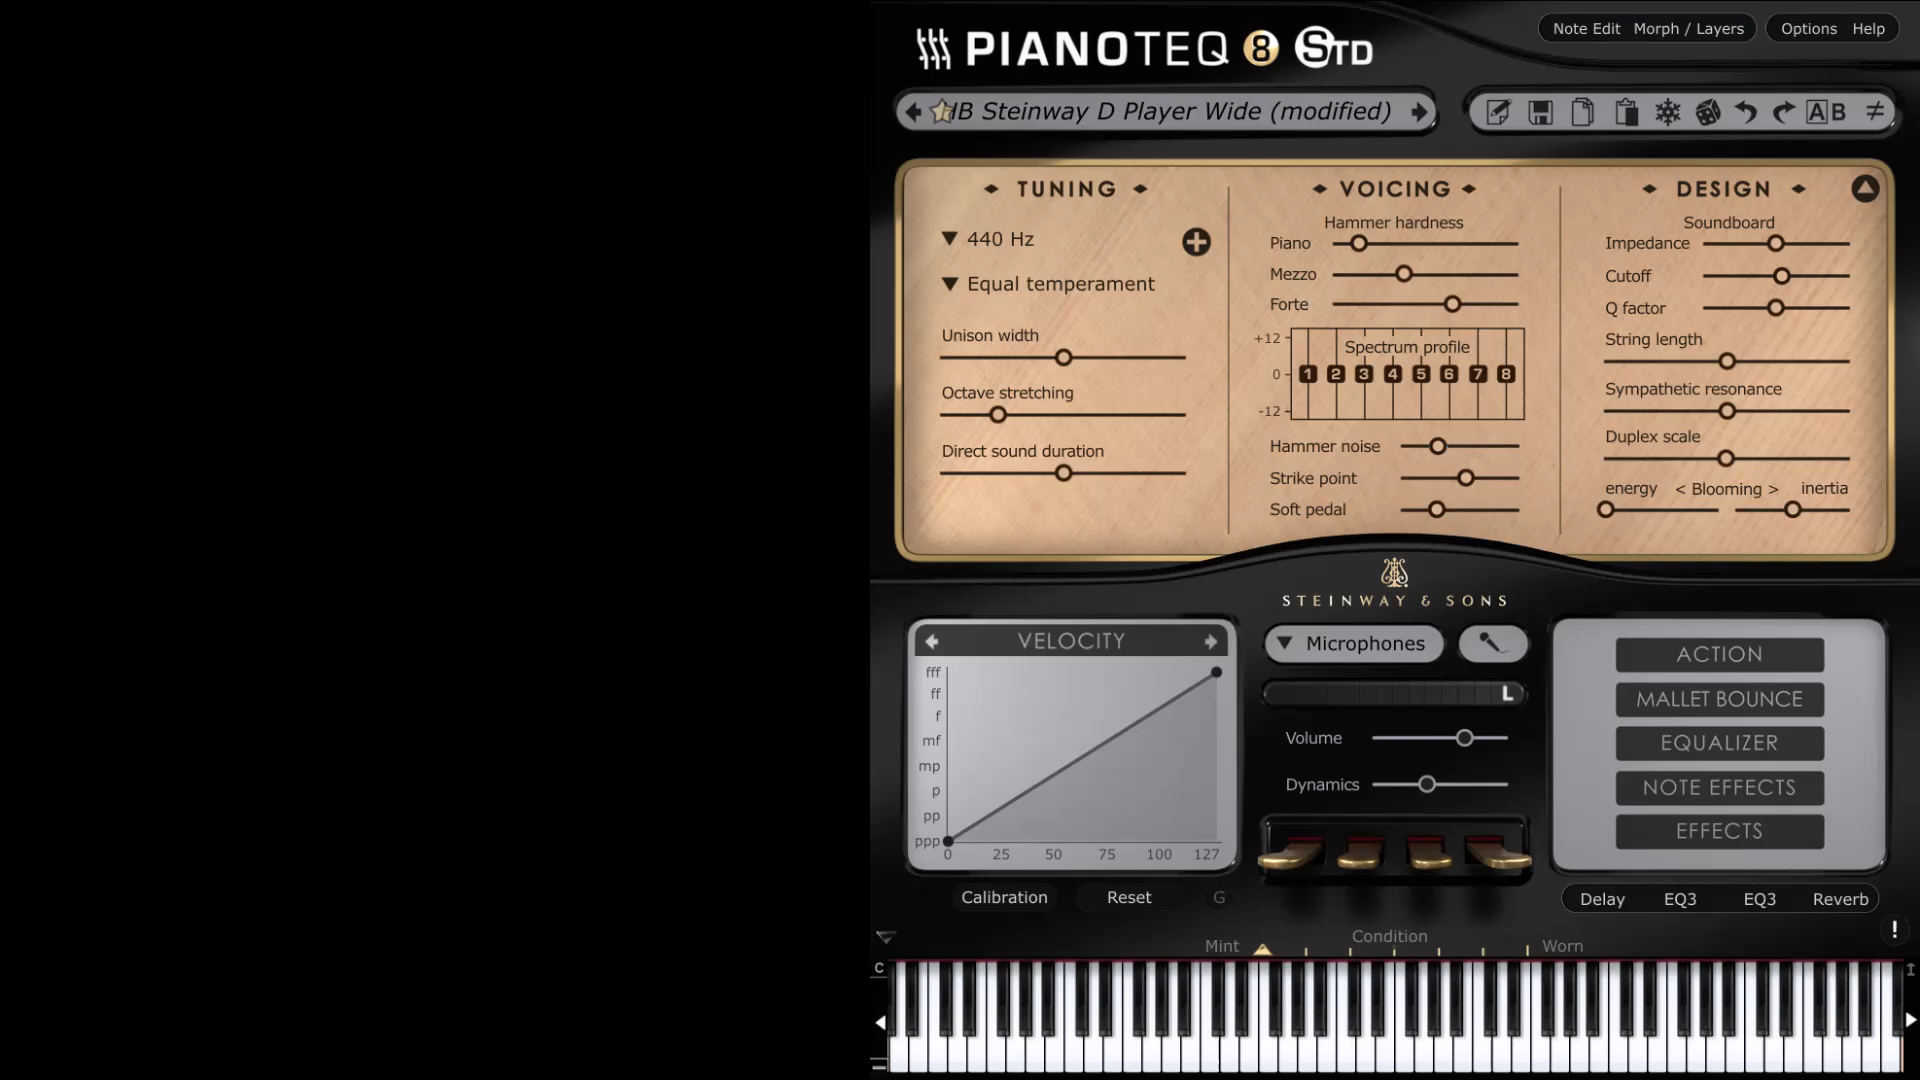 PIANOTEQ 8 STD
Note Edit Morph / Layers Options Help
HB Steinway D Player Wide (modified)
AB
TUNING
440 Hz
Equal temperament
Unison width
Octave stretching
Direct sound duration
VOICING
Hammer hardness
Piano
Mezzo
Forte
Spectrum profile
+12
0
-12
1 2 3 4 5 6 7 8
Hammer noise
Strike point
Soft pedal
DESIGN
Soundboard
Impedance
Cutoff
Q factor
String length
Sympathetic resonance
Duplex scale
energy < Blooming > inertia
STEINWAY & SONS
VELOCITY
fff
ff
f
mf
mp
p
pp
ppp
0 25 50 75 100 127
Calibration Reset G
Microphones
L
Volume
Dynamics
ACTION
MALLET BOUNCE
EQUALIZER
NOTE EFFECTS
EFFECTS
Delay EQ3 EQ3 Reverb
!
Mint Condition Worn
C